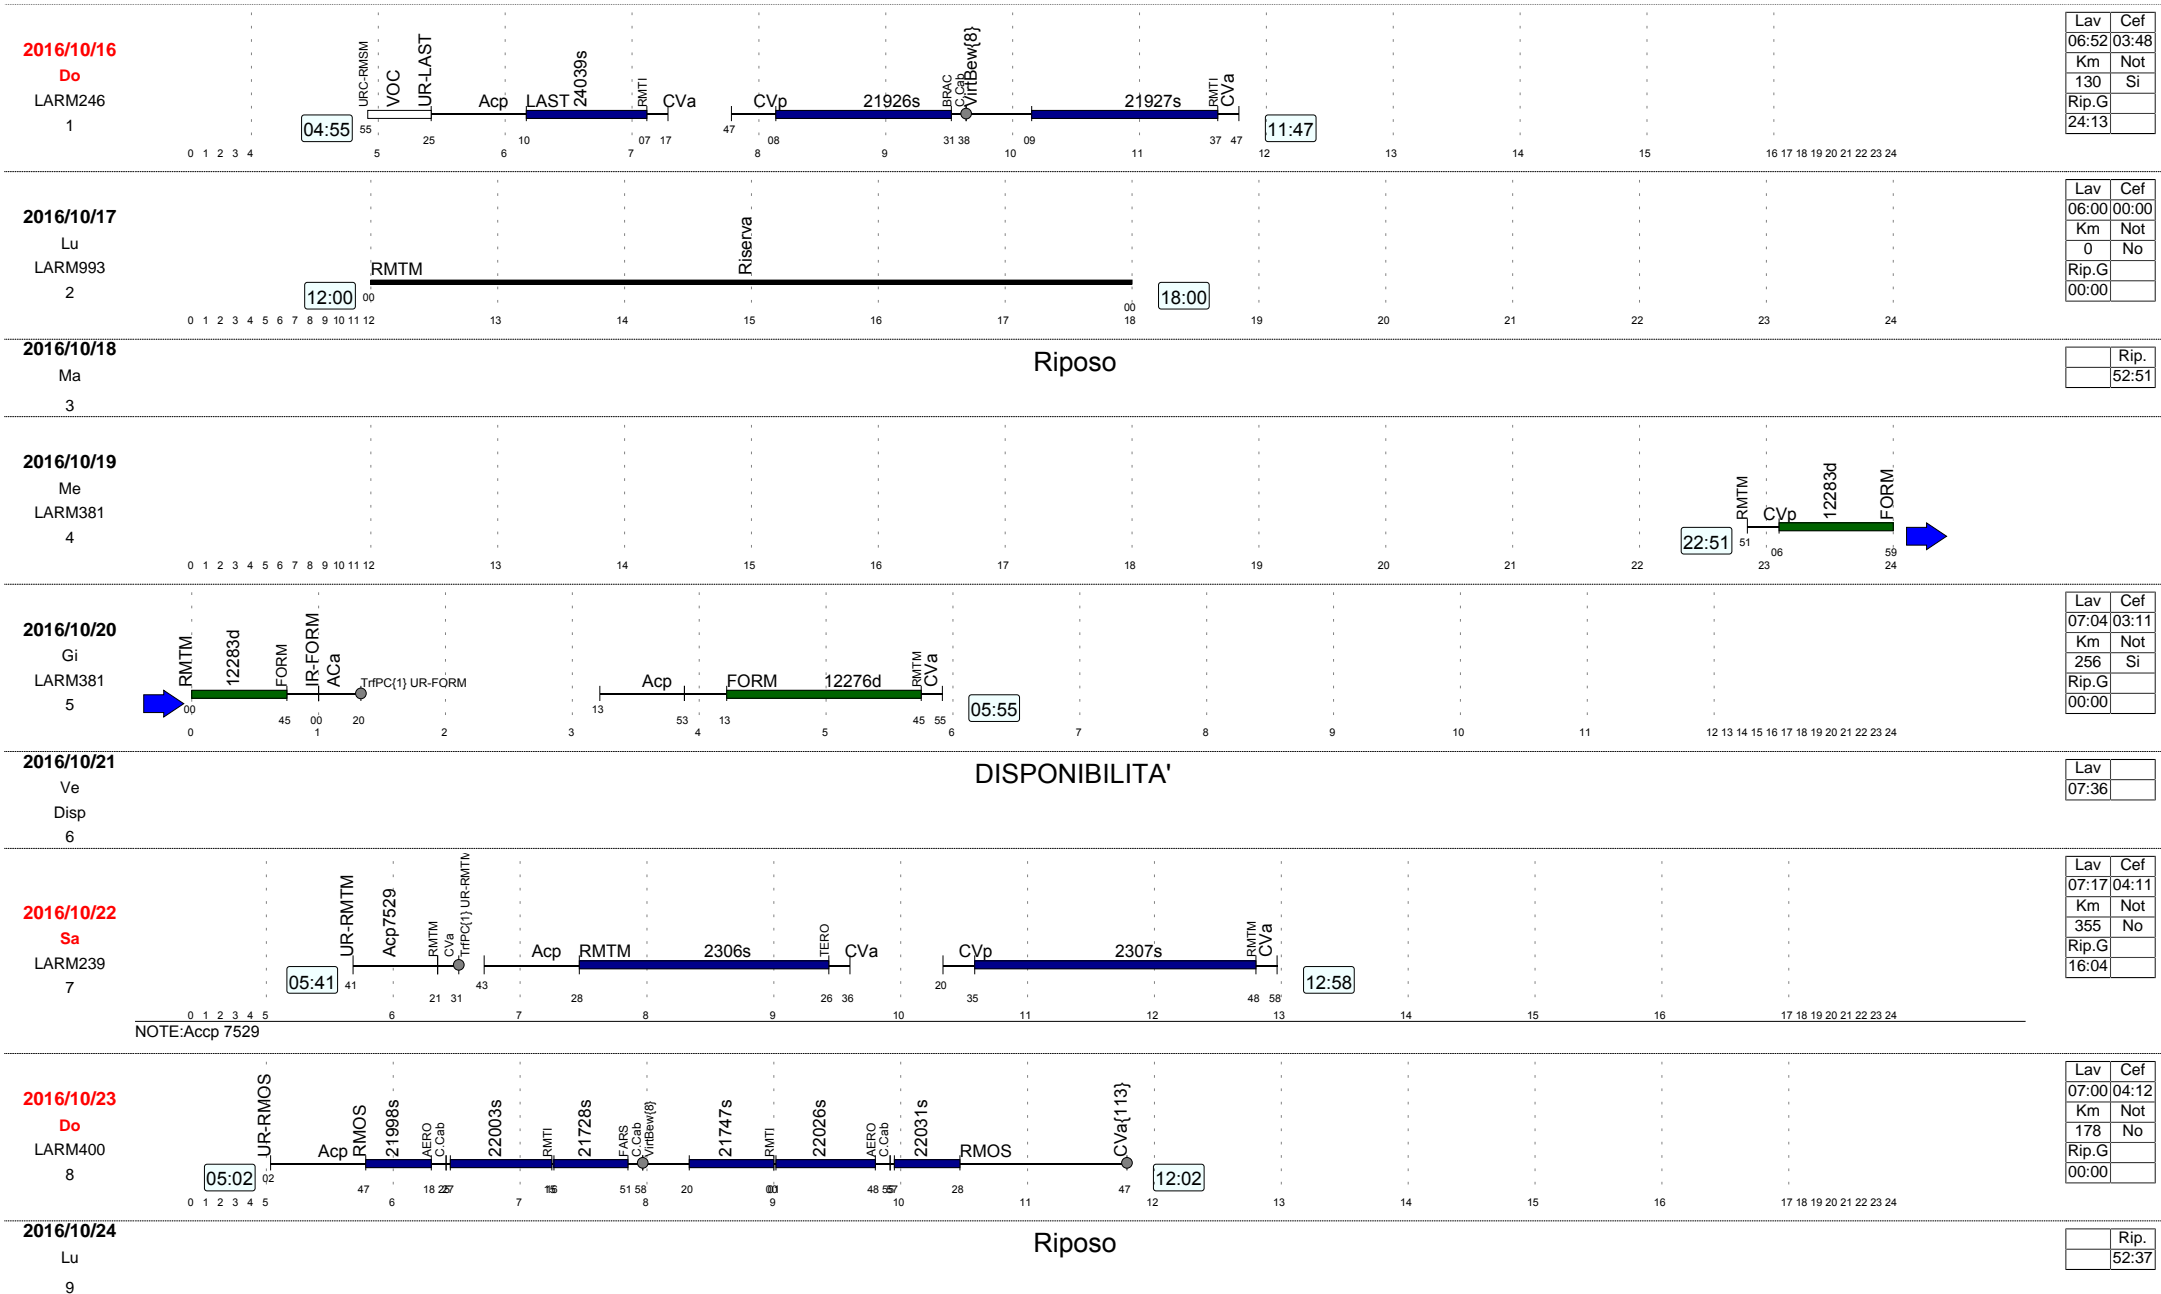 2016/10/16
Do
LARM246
1
04:55
URC-RMSM
VOC
UR-LAST
Acp
LAST
24039s
RMTI
CVa
CVp
21926s
BRAC
C.Cab
VirtBew{8}
21927s
RMTI
CVa
11:47
55 25 10 07 17 47 08 31 38 09 37 47
0 1 2 3 4 5 6 7 8 9 10 11 12 13 14 15 16 17 18 19 20 21 22 23 24
Lav Cef
06:52 03:48
Km Not
130 Si
Rip.G
24:13
2016/10/17
Lu
LARM993
2
12:00
RMTM
Riserva
18:00
00 00
0 1 2 3 4 5 6 7 8 9 10 11 12 13 14 15 16 17 18 19 20 21 22 23 24
Lav Cef
06:00 00:00
Km Not
0 No
Rip.G
00:00
2016/10/18
Ma
3
Riposo
Rip.
52:51
2016/10/19
Me
LARM381
4
22:51
RMTM
CVp
12283d
FORM
51 06 59
0 1 2 3 4 5 6 7 8 9 10 11 12 13 14 15 16 17 18 19 20 21 22 23 24
2016/10/20
Gi
LARM381
5
RMTM
12283d
FORM
IR-FORM
ACa
TrfPC{1} UR-FORM
Acp
FORM
12276d
RMTM
CVa
05:55
00 45 00 20 13 53 13 45 55
0 1 2 3 4 5 6 7 8 9 10 11 12 13 14 15 16 17 18 19 20 21 22 23 24
Lav Cef
07:04 03:11
Km Not
256 Si
Rip.G
00:00
2016/10/21
Ve
Disp
6
DISPONIBILITA'
Lav
07:36
2016/10/22
Sa
LARM239
7
05:41
UR-RMTM
Acp7529
RMTM
CVa
TrfPC{1} UR-RMTM
Acp
RMTM
2306s
TERO
CVa
CVp
2307s
RMTM
CVa
12:58
41 21 31 43 28 26 36 20 35 48 58
0 1 2 3 4 5 6 7 8 9 10 11 12 13 14 15 16 17 18 19 20 21 22 23 24
NOTE:Accp 7529
Lav Cef
07:17 04:11
Km Not
355 No
Rip.G
16:04
2016/10/23
Do
LARM400
8
05:02
UR-RMOS
Acp
RMOS
21998s
AERO
C.Cab
22003s
RMTI
21728s
FARS
C.Cab
VirtBew{8}
21747s
RMTI
22026s
AERO
C.Cab
22031s
RMOS
CVa{113}
12:02
02 47 18 51 58 20 48 28 47
0 1 2 3 4 5 6 7 8 9 10 11 12 13 14 15 16 17 18 19 20 21 22 23 24
Lav Cef
07:00 04:12
Km Not
178 No
Rip.G
00:00
2016/10/24
Lu
9
Riposo
Rip.
52:37